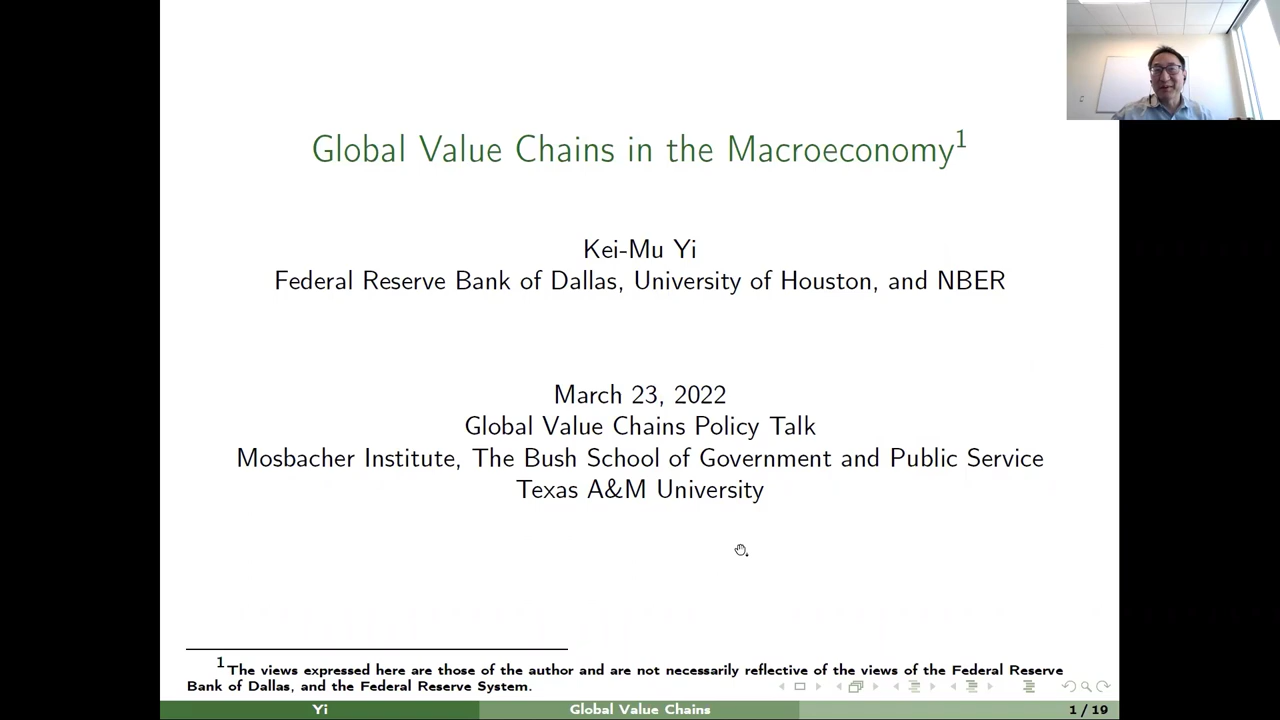 Global Value Chains in the Macroeconomy1
Kei-Mu Yi
Federal Reserve Bank of Dallas, University of Houston, and NBER
March 23, 2022
Global Value Chains Policy Talk
Mosbacher Institute, The Bush School of Government and Public Service
Texas A&M University
1The views expressed here are those of the author and are not necessarily reflective of the views of the Federal Reserve
Bank of Dallas, and the Federal Reserve System.
Yi Global Value Chains 1 / 19